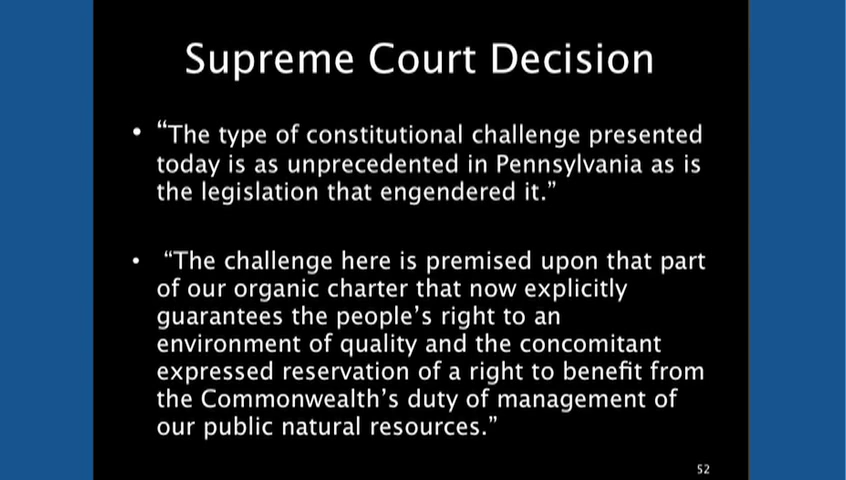 Supreme Court Decision
• “The type of constitutional challenge presented
today is as unprecedented in Pennsylvania as is
the legislation that engendered it.”
• “The challenge here is premised upon that part
of our organic charter that now explicitly
guarantees the people’s right to an
environment of quality and the concomitant
expressed reservation of a right to benefit from
the Commonwealth’s duty of management of
our public natural resources.”
52